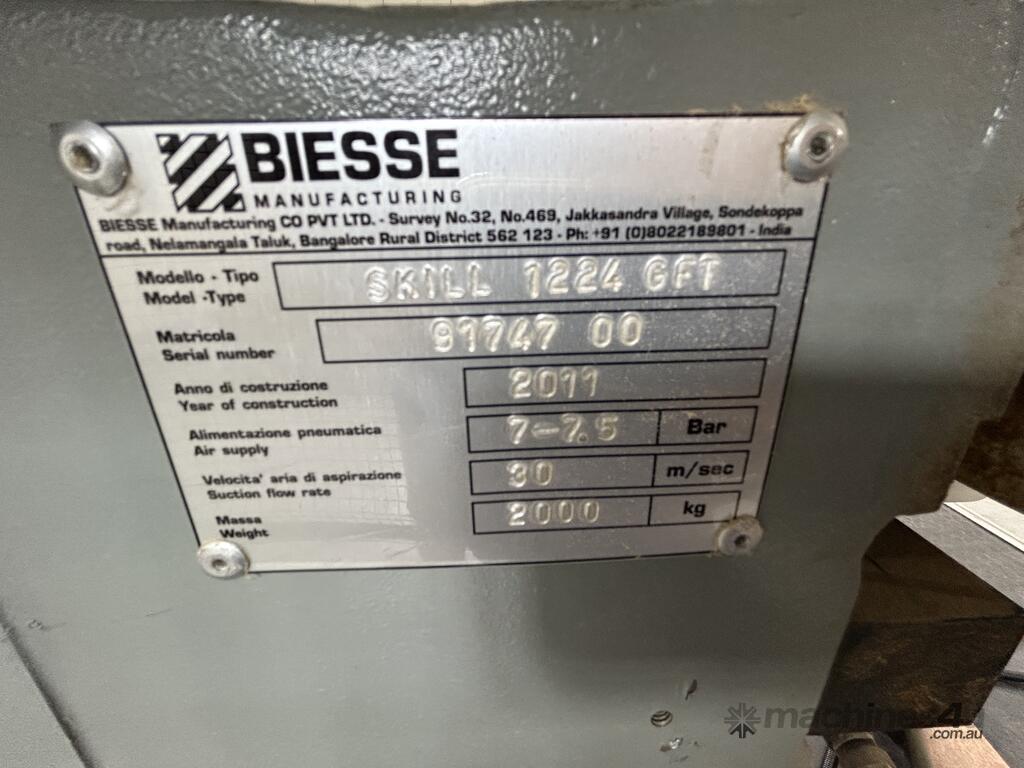 BIESSE
MANUFACTURING
BIESSE Manufacturing CO PVT LTD. - Survey No.32, No.469, Jakkasandra Village, Sondekoppa
road, Nelamangala Taluk, Bangalore Rural District 562 123 - Ph: +91 (0)8022189801 - India
Modello - Tipo
Model -Type
SKILL 1224 GFT
Matricola
Serial number
91747 00
Anno di costruzione
Year of construction
2011
Alimentazione pneumatica
Air supply
7-7.5 Bar
Velocita' aria di aspirazione
Suction flow rate
30 m/sec
Massa
Weight
2000 kg
machines4u
.com.au